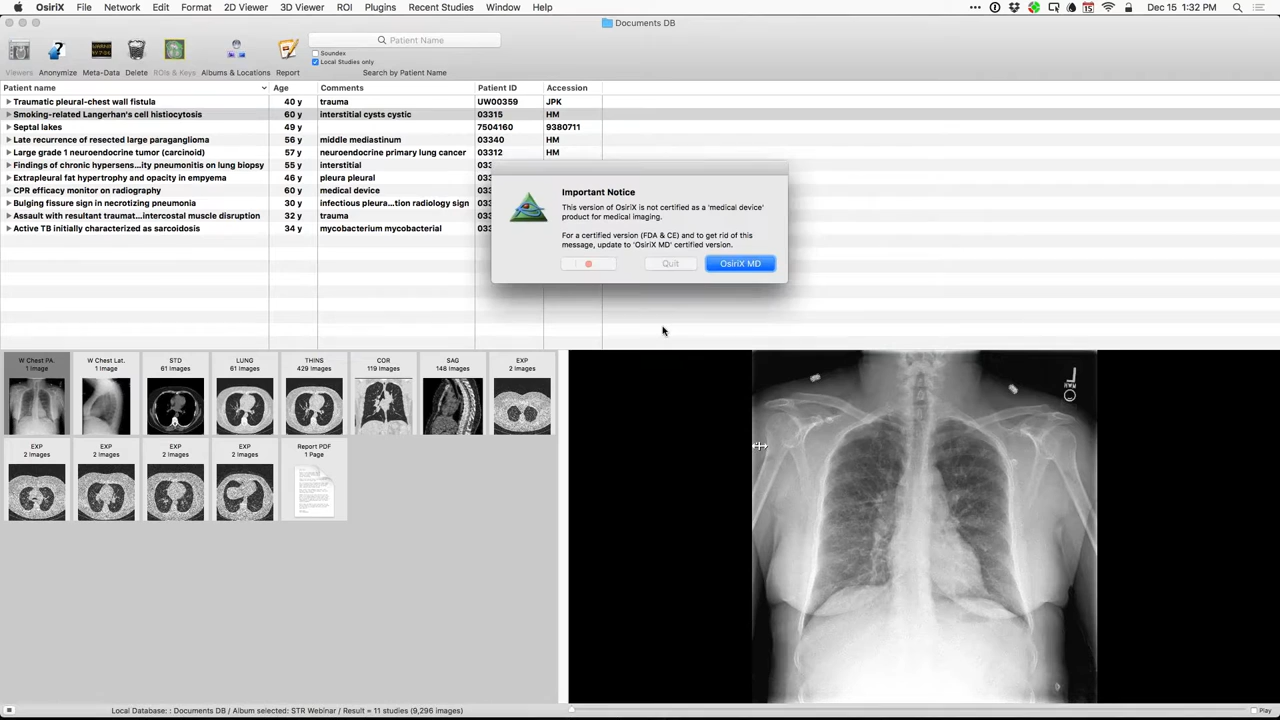 OsiriX File Network Edit Format 2D Viewer 3D Viewer ROI Plugins Recent Studies Window Help Dec 15 1:32 PM
Documents DB
Patient Name
Soundex
Local Studies only
Viewers Anonymize Meta-Data Delete ROIs & Keys Albums & Locations Report Search by Patient Name
Patient name Age Comments Patient ID Accession
Traumatic pleural-chest wall fistula 40 y trauma UW00359 JPK
Smoking-related Langerhan's cell histiocytosis 60 y interstitial cysts cystic 03315 HM
Septal lakes 49 y 7504160 9380711
Late recurrence of resected large paraganglioma 56 y middle mediastinum 03340 HM
Large grade 1 neuroendocrine tumor (carcinoid) 57 y neuroendocrine primary lung cancer 03312 HM
Findings of chronic hypersens...ity pneumonitis on lung biopsy 55 y interstitial 03
Extrapleural fat hypertrophy and opacity in empyema 46 y pleura pleural 03
CPR efficacy monitor on radiography 60 y medical device 03
Bulging fissure sign in necrotizing pneumonia 30 y infectious pleura...tion radiology sign 03
Assault with resultant traumat...intercostal muscle disruption 32 y trauma 03
Active TB initially characterized as sarcoidosis 34 y mycobacterium mycobacterial 03
Important Notice
This version of OsiriX is not certified as a 'medical device'
product for medical imaging.
For a certified version (FDA & CE) and to get rid of this
message, update to 'OsiriX MD' certified version.
Quit OsiriX MD
W Chest PA. W Chest Lat. STD LUNG THINS COR SAG EXP
1 Image 1 Image 61 Images 61 Images 429 Images 119 Images 148 Images 2 Images
EXP EXP EXP EXP Report PDF
2 Images 2 Images 2 Images 2 Images 1 Page
L
Local Database: : Documents DB / Album selected: STR Webinar / Result = 11 studies (9,296 images)
Play